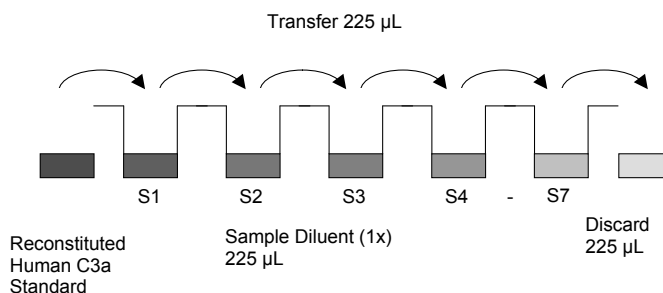 Transfer 225 µL
S1 S2 S3 S4 - S7
Reconstituted
Human C3a
Standard
Sample Diluent (1x)
225 µL
Discard
225 µL